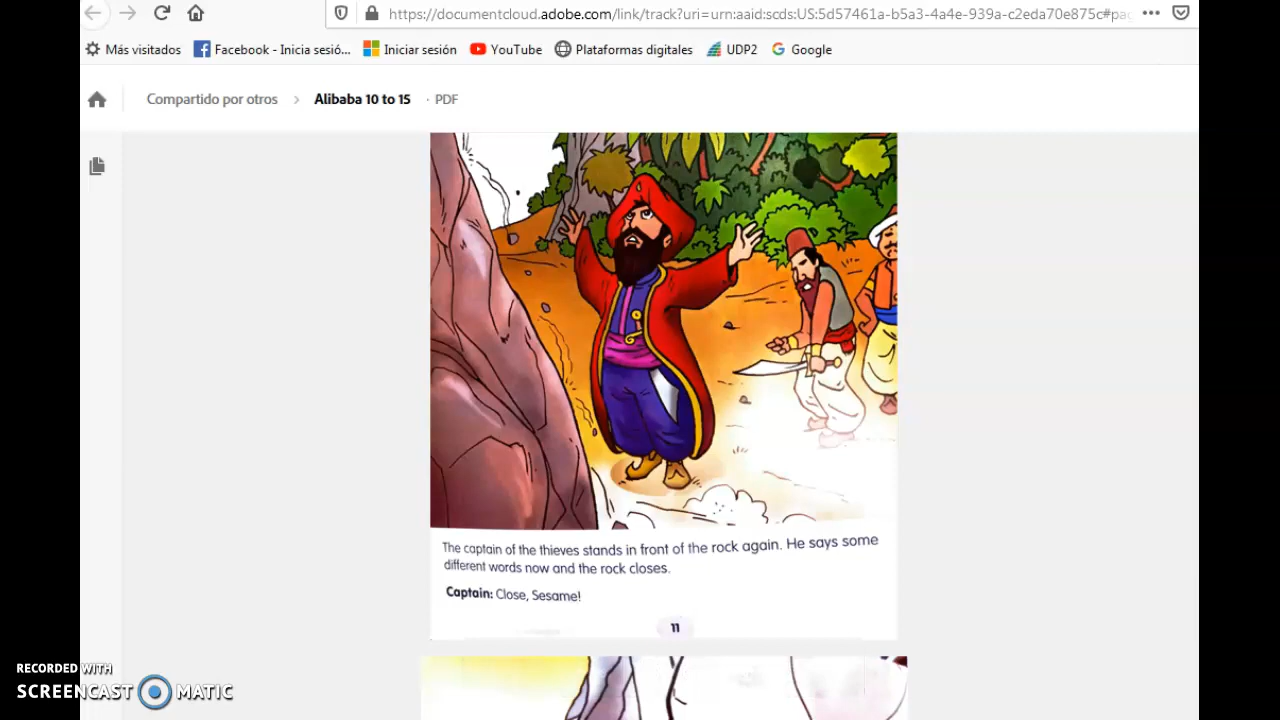 https://documentcloud.adobe.com/link/track?uri=urn:aaid:scds:US:5d57461a-b5a3-4a4e-939a-c2eda70e875c#pag
Más visitados Facebook - Inicia sesió... Iniciar sesión YouTube Plataformas digitales UDP2 Google
Compartido por otros > Alibaba 10 to 15 · PDF
The captain of the thieves stands in front of the rock again. He says some
different words now and the rock closes.
Captain: Close, Sesame!
11
RECORDED WITH
SCREENCAST MATIC